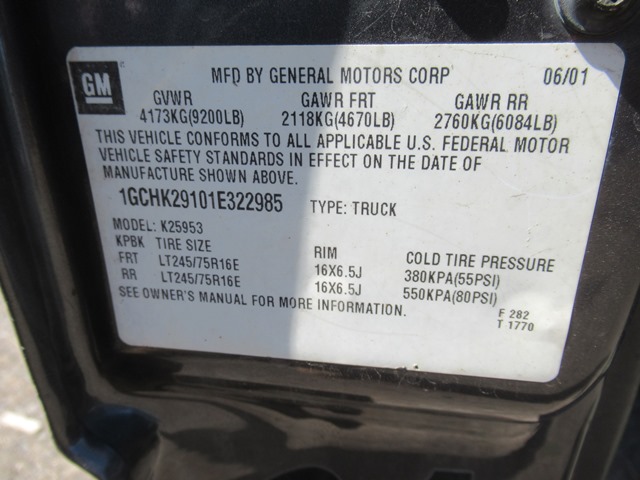 GM
MFD BY GENERAL MOTORS CORP 06/01
GVWR GAWR FRT GAWR RR
4173KG(9200LB) 2118KG(4670LB) 2760KG(6084LB)
THIS VEHICLE CONFORMS TO ALL APPLICABLE U.S. FEDERAL MOTOR
VEHICLE SAFETY STANDARDS IN EFFECT ON THE DATE OF
MANUFACTURE SHOWN ABOVE.
1GCHK29101E322985 TYPE: TRUCK
MODEL: K25953
KPBK TIRE SIZE RIM COLD TIRE PRESSURE
FRT LT245/75R16E 16X6.5J 380KPA(55PSI)
RR LT245/75R16E 16X6.5J 550KPA(80PSI)
SEE OWNER'S MANUAL FOR MORE INFORMATION.
F 282
T 1770